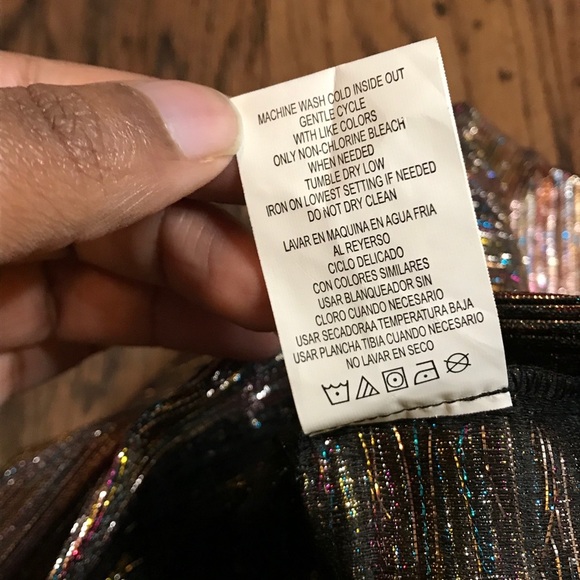 MACHINE WASH COLD INSIDE OUT
GENTLE CYCLE
WITH LIKE COLORS
ONLY NON-CHLORINE BLEACH
WHEN NEEDED
TUMBLE DRY LOW
IRON ON LOWEST SETTING IF NEEDED
DO NOT DRY CLEAN
LAVAR EN MAQUINA EN AGUA FRIA
AL REVERSO
CICLO DELICADO
CON COLORES SIMILARES
USAR BLANQUEADOR SIN
CLORO CUANDO NECESARIO
USAR SECADORA A TEMPERATURA BAJA
USAR PLANCHA TIBIA CUANDO NECESARIO
NO LAVAR EN SECO